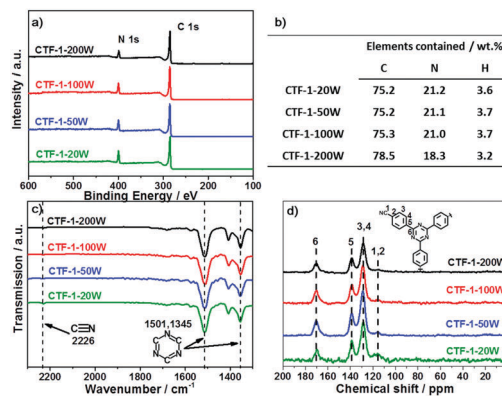 a)
N 1s
C 1s
CTF-1-200W
CTF-1-100W
CTF-1-50W
CTF-1-20W
Intensity / a.u.
600 500 400 300 200 100
Binding Energy / eV
b)
Elements contained / wt.%
C N H
CTF-1-20W 75.2 21.2 3.6
CTF-1-50W 75.2 21.1 3.7
CTF-1-100W 75.3 21.0 3.7
CTF-1-200W 78.5 18.3 3.2
c)
CTF-1-200W
CTF-1-100W
CTF-1-50W
CTF-1-20W
C≡N
2226
1501,1345
N
C C
N N
C
Transmission / a.u.
2200 2000 1800 1600 1400
Wavenumber / cm-1
d)
1
NC
2
3
4
5
6
N
N
N
6
5
3,4
1,2
CTF-1-200W
CTF-1-100W
CTF-1-50W
CTF-1-20W
200 180 160 140 120 100 80 60 40 20 0
Chemical shift / ppm